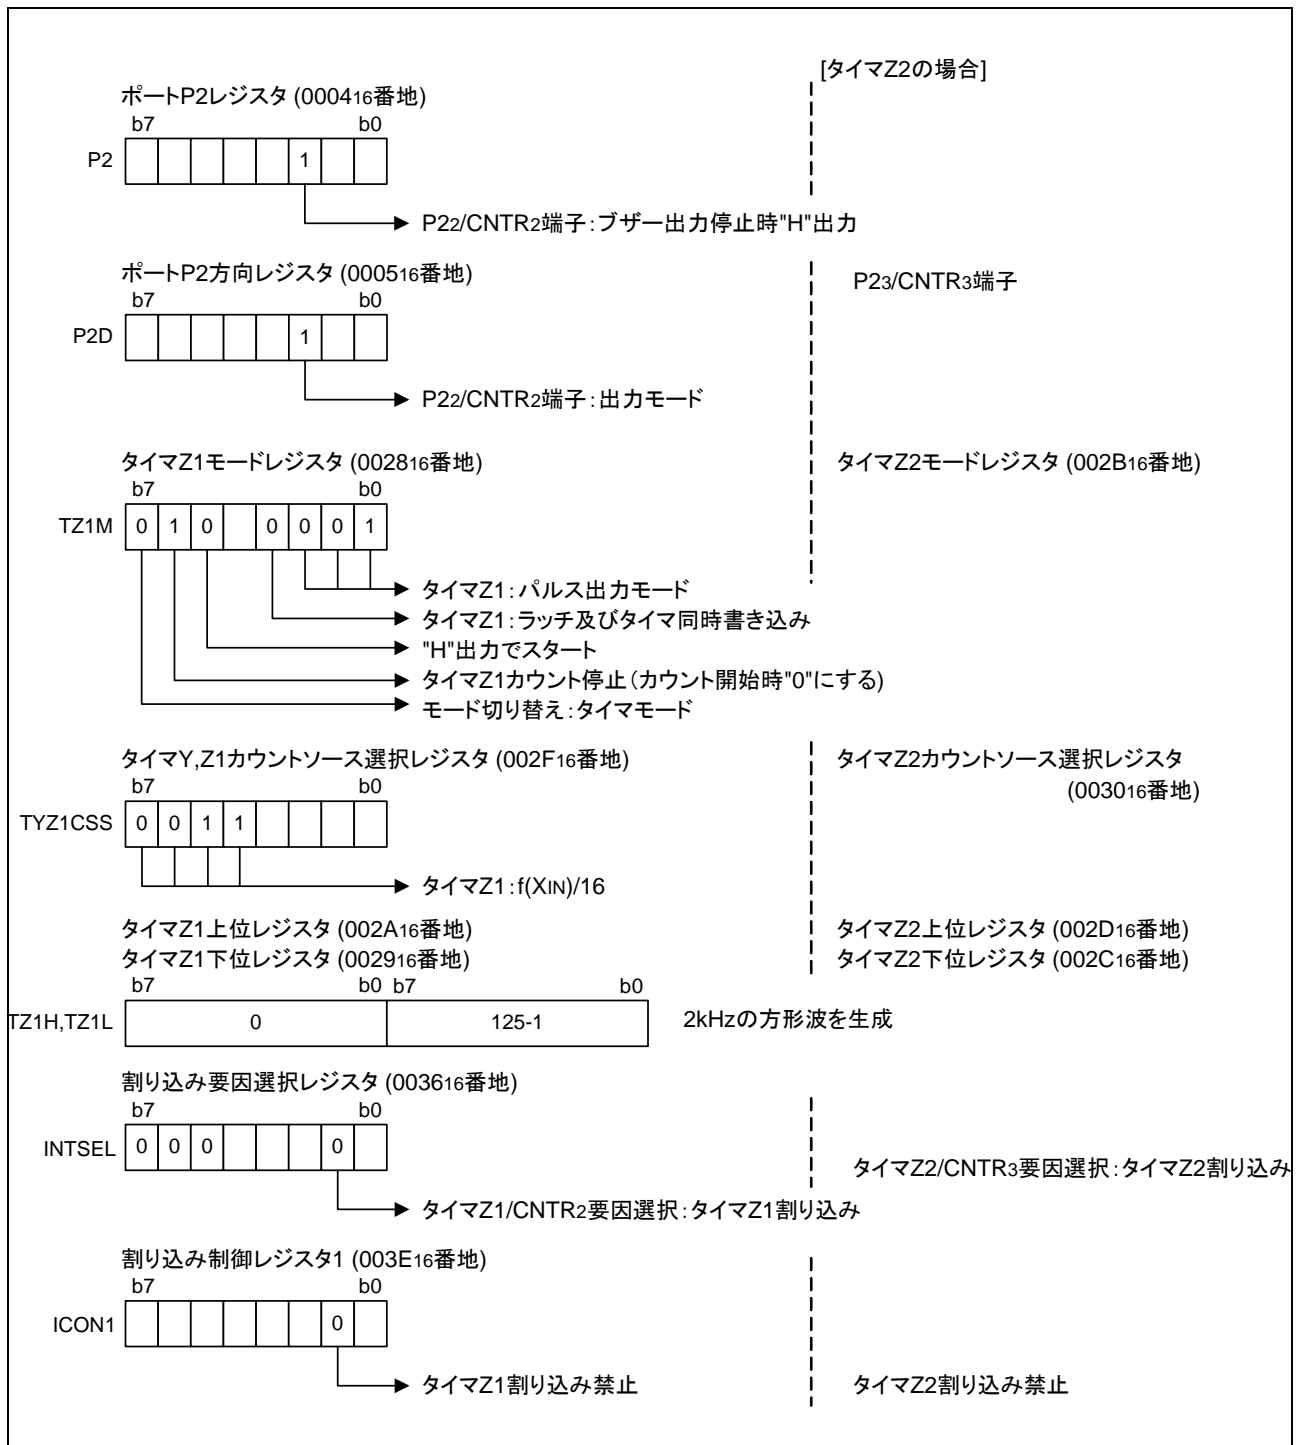 [タイマZ2の場合]
ポートP2レジスタ (000416番地)
b7 b0
P2 1
P22/CNTR2端子:ブザー出力停止時"H"出力
ポートP2方向レジスタ (000516番地)
P23/CNTR3端子
b7 b0
P2D 1
P22/CNTR2端子:出力モード
タイマZ1モードレジスタ (002816番地) タイマZ2モードレジスタ (002B16番地)
b7 b0
TZ1M 0 1 0 0 0 0 1
タイマZ1:パルス出力モード
タイマZ1:ラッチ及びタイマ同時書き込み
"H"出力でスタート
タイマZ1カウント停止(カウント開始時"0"にする)
モード切り替え:タイマモード
タイマY,Z1カウントソース選択レジスタ (002F16番地) タイマZ2カウントソース選択レジスタ
b7 b0
(003016番地)
TYZ1CSS 0 0 1 1
タイマZ1:f(XIN)/16
タイマZ1上位レジスタ (002A16番地) タイマZ2上位レジスタ (002D16番地)
タイマZ1下位レジスタ (002916番地) タイマZ2下位レジスタ (002C16番地)
b7 b0 b7 b0
TZ1H,TZ1L 0 125-1 2kHzの方形波を生成
割り込み要因選択レジスタ (003616番地)
b7 b0
INTSEL 0 0 0 0
タイマZ2/CNTR3要因選択:タイマZ2割り込み
タイマZ1/CNTR2要因選択:タイマZ1割り込み
割り込み制御レジスタ1 (003E16番地)
b7 b0
ICON1 0
タイマZ1割り込み禁止 タイマZ2割り込み禁止